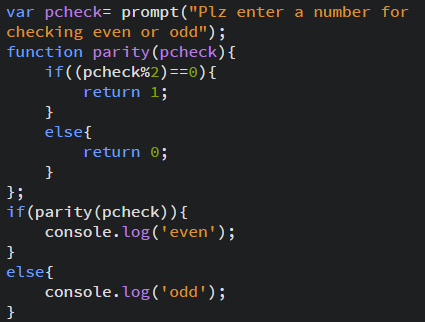 var pcheck= prompt("Plz enter a number for
checking even or odd");
function parity(pcheck){
    if((pcheck%2)==0){
        return 1;
    }
    else{
        return 0;
    }
};
if(parity(pcheck)){
    console.log('even');
}
else{
    console.log('odd');
}